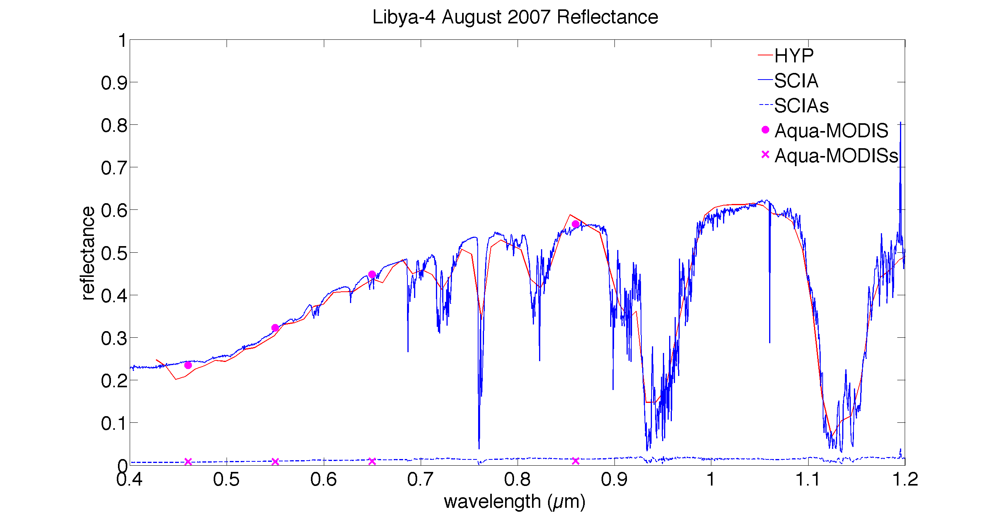 Libya-4 August 2007 Reflectance
1
0.9
0.8
0.7
0.6
0.5
0.4
0.3
0.2
0.1
0
reflectance
HYP
SCIA
SCIAs
Aqua-MODIS
Aqua-MODISs
0.4 0.5 0.6 0.7 0.8 0.9 1 1.1 1.2
wavelength (µm)